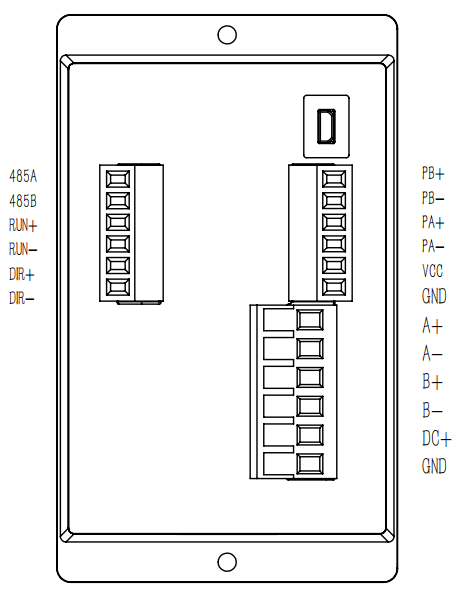 485A
485B
RUN+
RUN-
DIR+
DIR-
PB+
PB-
PA+
PA-
VCC
GND
A+
A-
B+
B-
DC+
GND